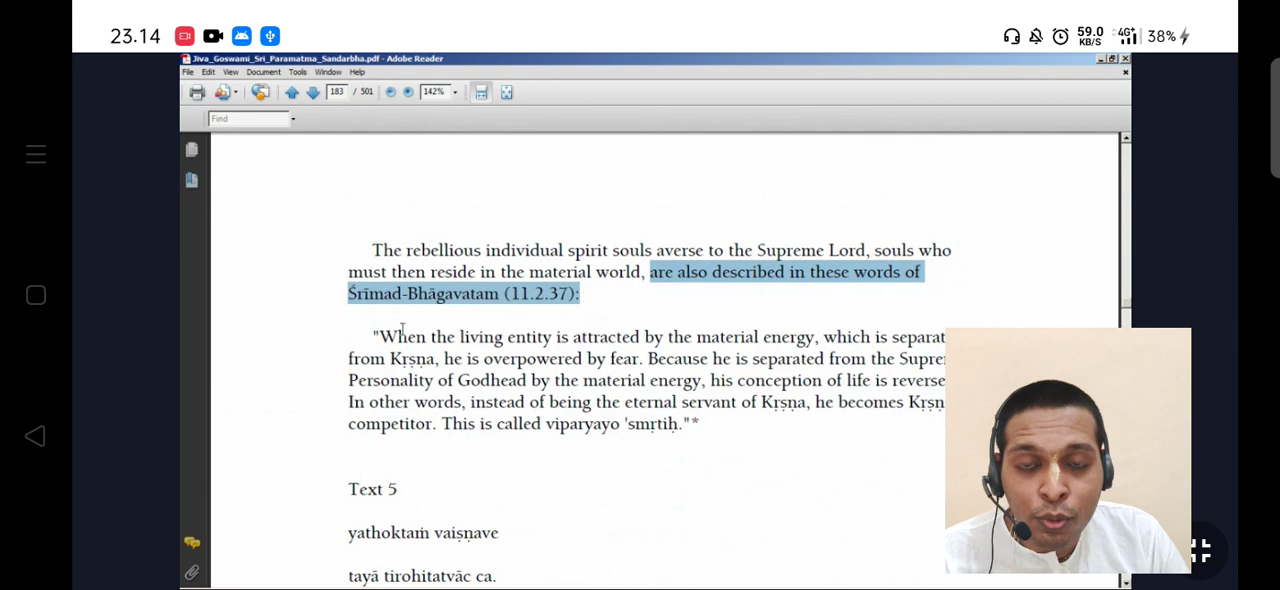 23.14
59.0
KB/S
4G+
38%
Jiva_Goswami_Sri_Paramatma_Sandarbha.pdf - Adobe Reader
File Edit View Document Tools Window Help
183 / 501
142%
Find
The rebellious individual spirit souls averse to the Supreme Lord, souls who
must then reside in the material world, are also described in these words of
Śrīmad-Bhāgavatam (11.2.37):
"When the living entity is attracted by the material energy, which is separat
from Kṛṣṇa, he is overpowered by fear. Because he is separated from the Supre
Personality of Godhead by the material energy, his conception of life is reverse
In other words, instead of being the eternal servant of Kṛṣṇa, he becomes Kṛṣṇ
competitor. This is called viparyayo 'smṛtiḥ."*
Text 5
yathoktaṁ vaiṣṇave
tayā tirohitatvāc ca.